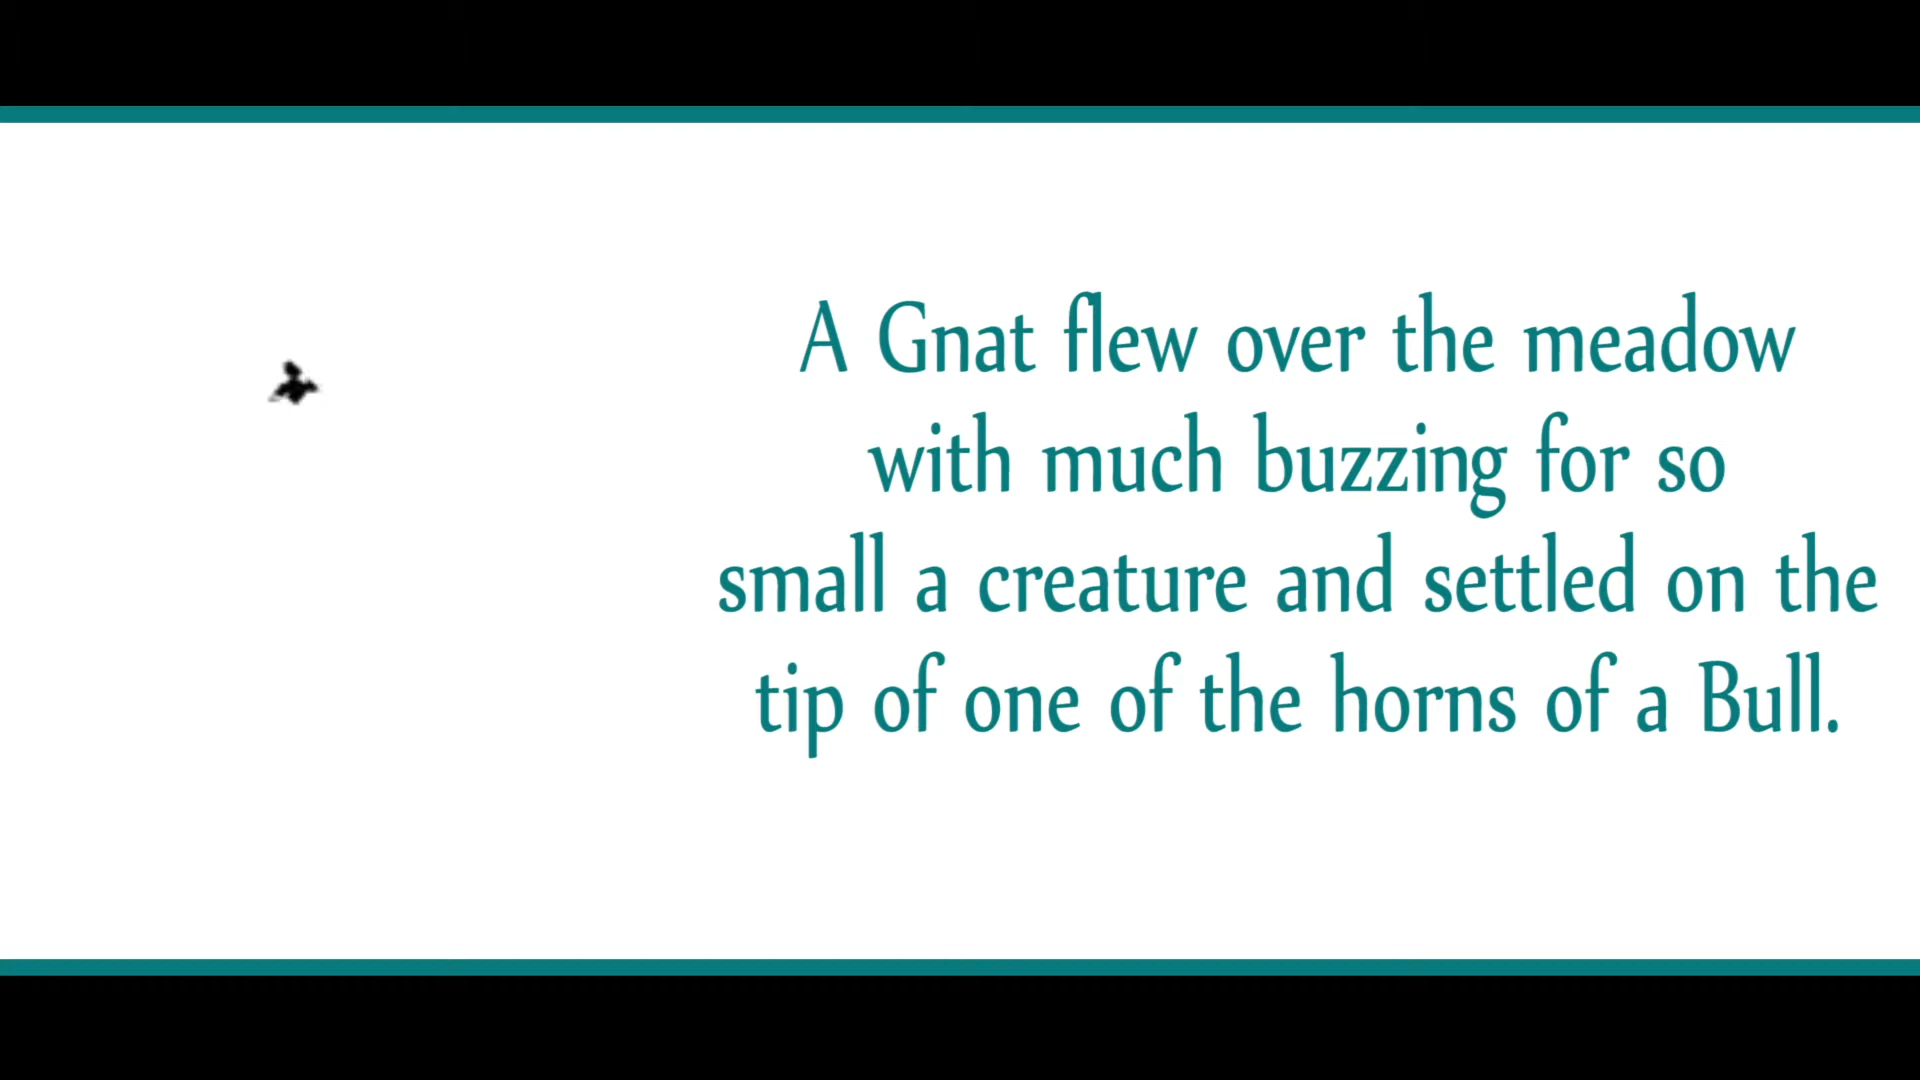 A Gnat flew over the meadow
with much buzzing for so
small a creature and settled on the
tip of one of the horns of a Bull.